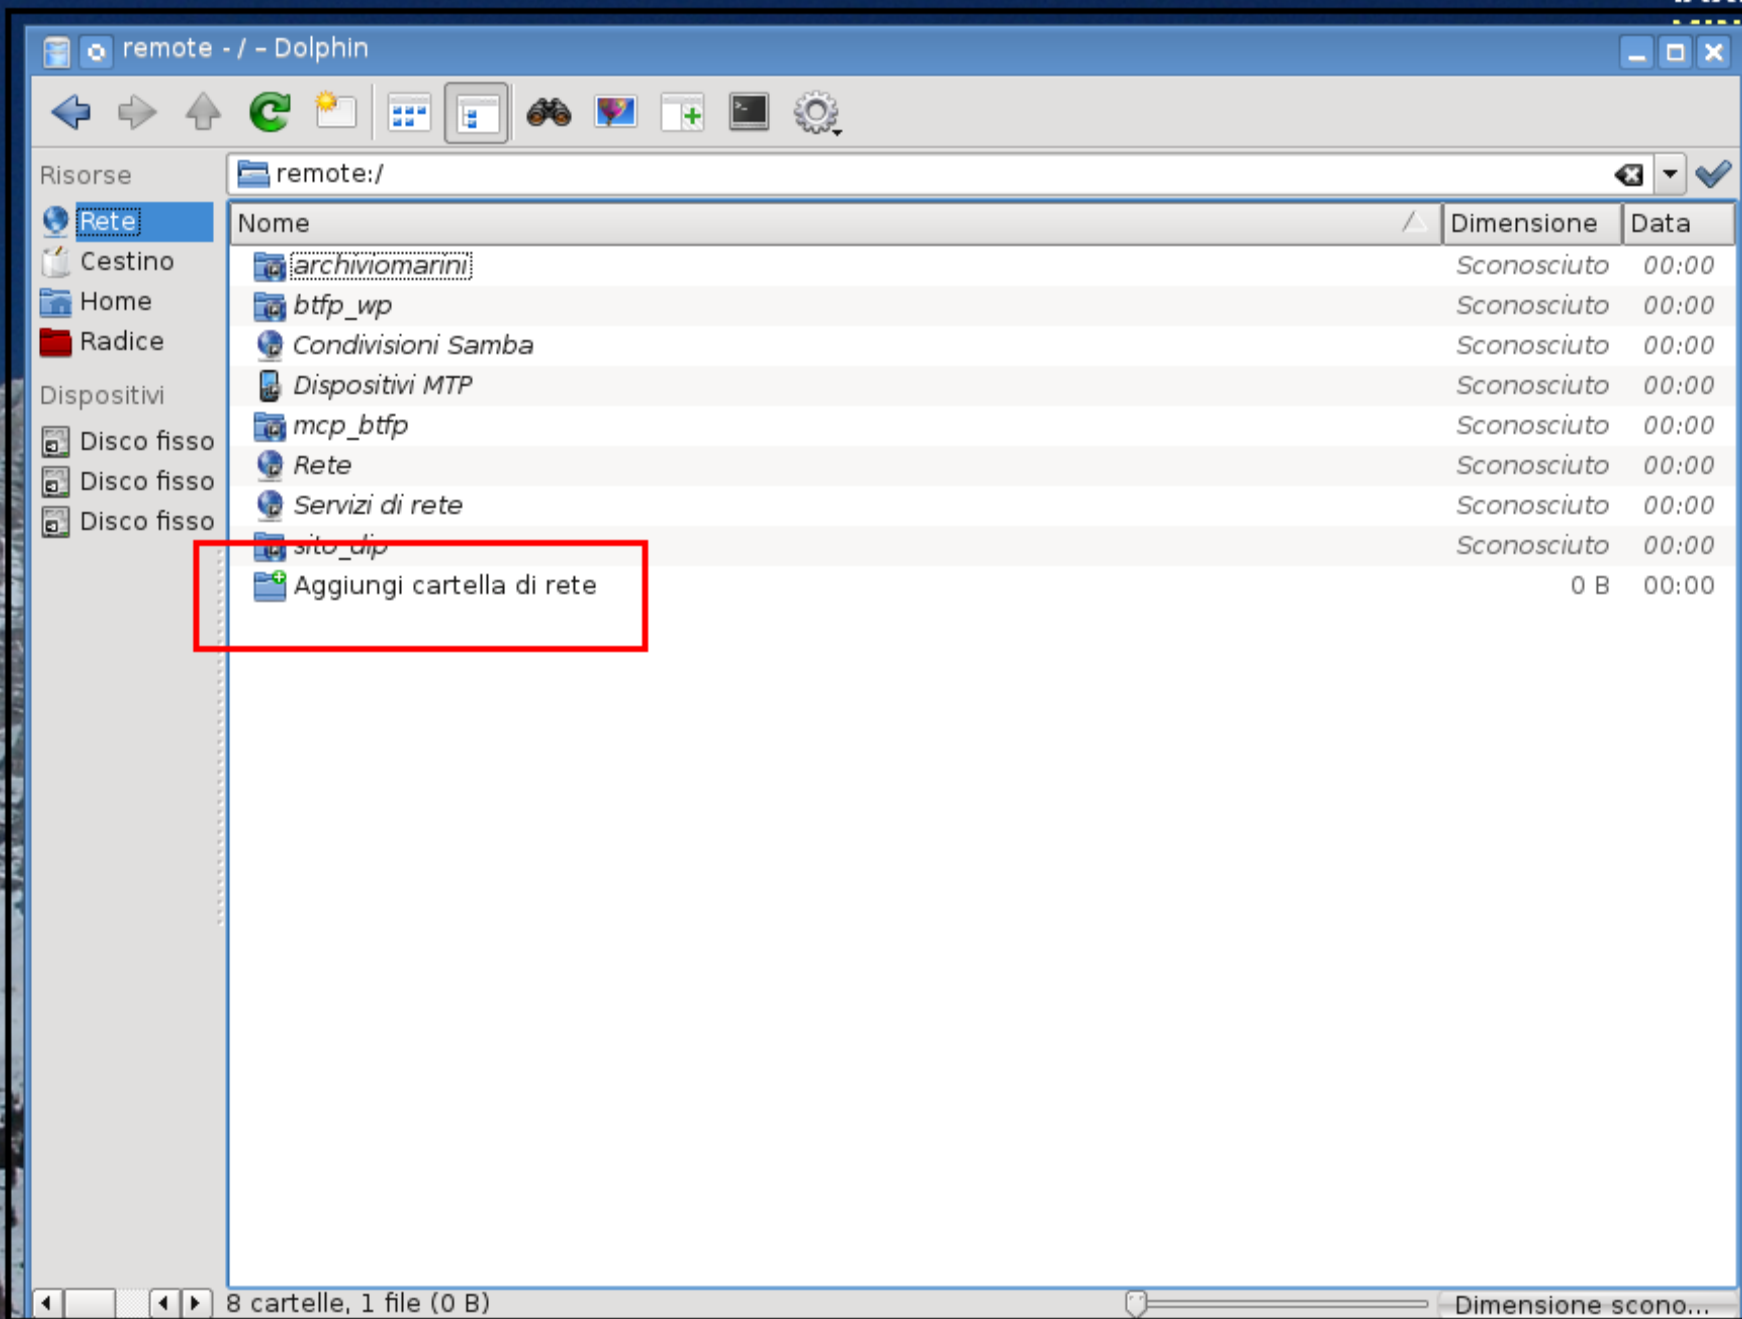 remote - / – Dolphin
Risorse
remote:/
Rete
Cestino
Home
Radice
Dispositivi
Disco fisso
Disco fisso
Disco fisso
Nome Dimensione Data
archiviomarini Sconosciuto 00:00
btfp_wp Sconosciuto 00:00
Condivisioni Samba Sconosciuto 00:00
Dispositivi MTP Sconosciuto 00:00
mcp_btfp Sconosciuto 00:00
Rete Sconosciuto 00:00
Servizi di rete Sconosciuto 00:00
sito_dip Sconosciuto 00:00
Aggiungi cartella di rete 0 B 00:00
8 cartelle, 1 file (0 B) Dimensione scono...